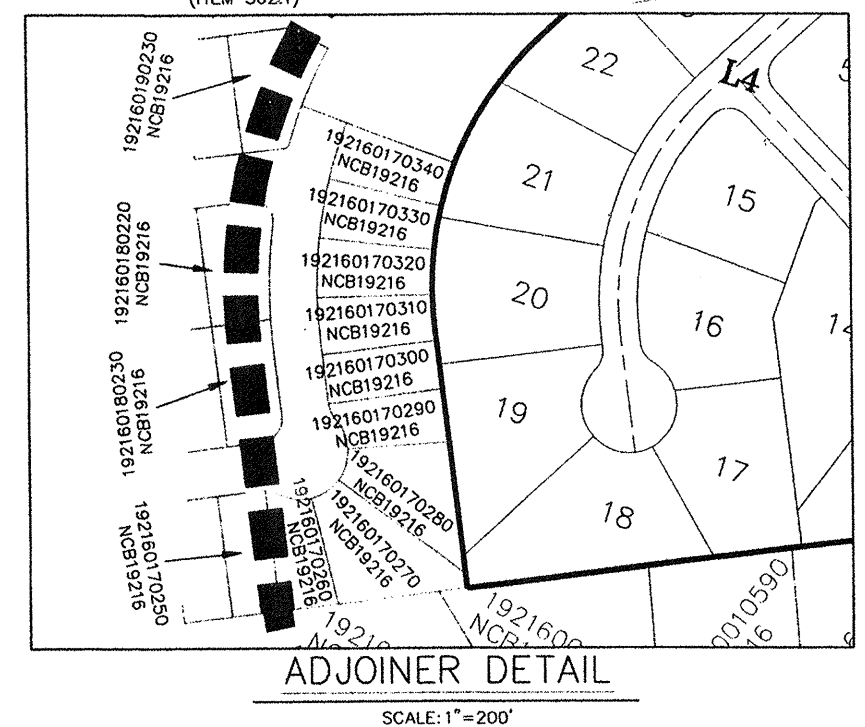 192160190230
NCB19216
192160180220
NCB19216
192160180230
NCB19216
192160170250
NCB19216
192160170340
NCB19216
192160170330
NCB19216
192160170320
NCB19216
192160170310
NCB19216
192160170300
NCB19216
192160170290
NCB19216
192160170280
NCB19216
192160170270
NCB19216
192160170260
NCB19216
22
21
20
19
18
17
16
15
L4
ADJOINER DETAIL
SCALE: 1"=200'